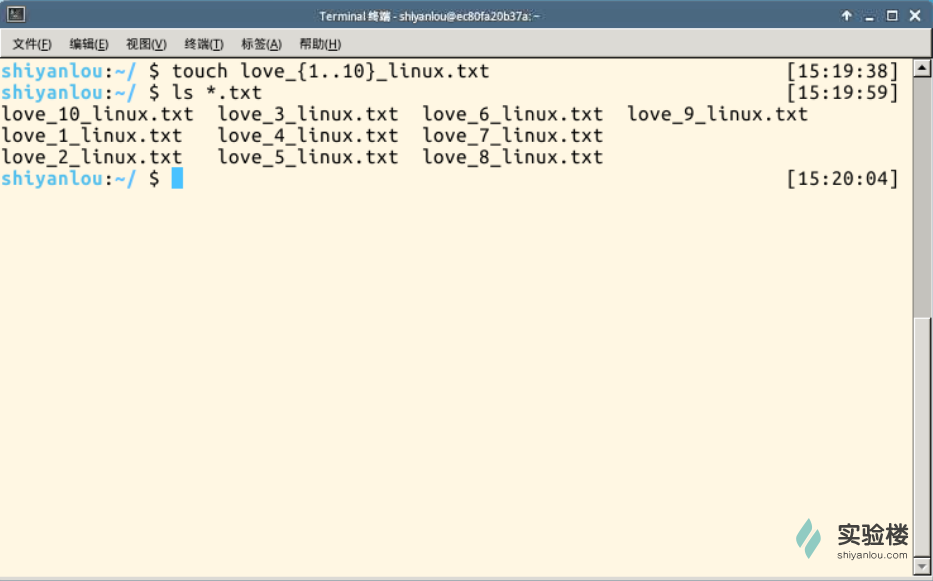 Terminal 终端 - shiyanlou@ec80fa20b37a: ~
文件(F) 编辑(E) 视图(V) 终端(T) 标签(A) 帮助(H)
shiyanlou:~/ $ touch love_{1..10}_linux.txt [15:19:38]
shiyanlou:~/ $ ls *.txt [15:19:59]
love_10_linux.txt love_3_linux.txt love_6_linux.txt love_9_linux.txt
love_1_linux.txt love_4_linux.txt love_7_linux.txt
love_2_linux.txt love_5_linux.txt love_8_linux.txt
shiyanlou:~/ $ [15:20:04]
实验楼
shiyanlou.com